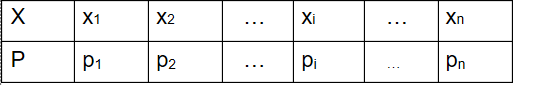 X x1 x2 … xi … xn
P p1 p2 … pi … pn